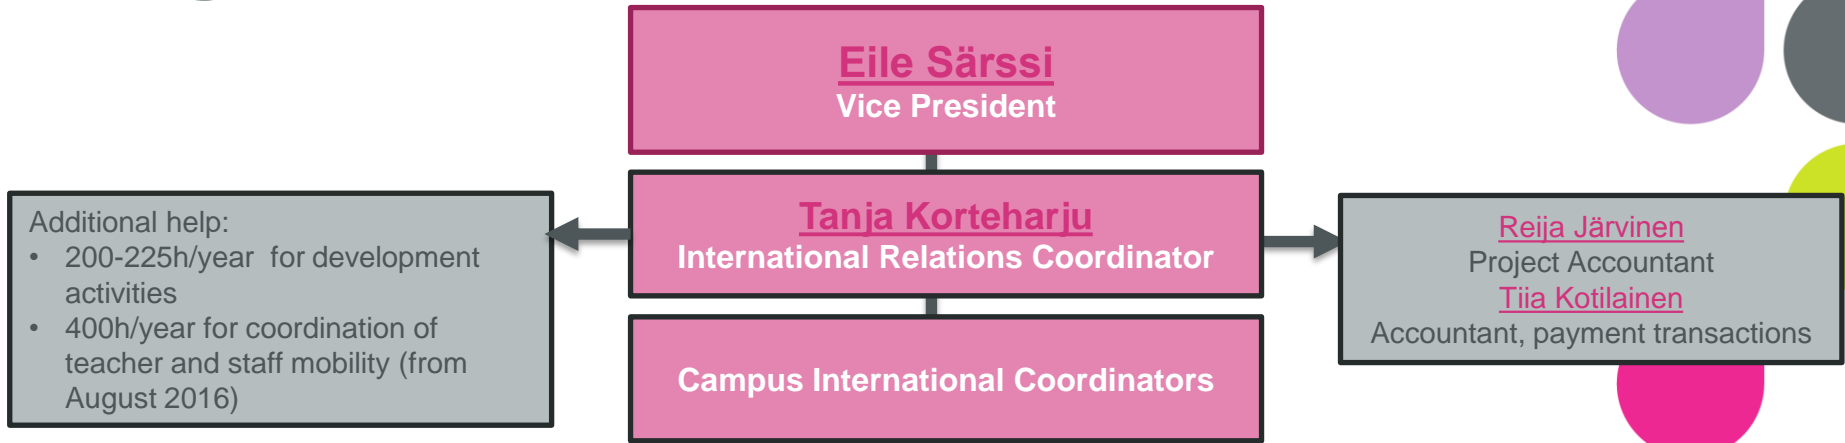 Eile Särssi
Vice President
Additional help:
• 200-225h/year for development
activities
• 400h/year for coordination of
teacher and staff mobility (from
August 2016)
Tanja Korteharju
International Relations Coordinator
Reija Järvinen
Project Accountant
Tiia Kotilainen
Accountant, payment transactions
Campus International Coordinators